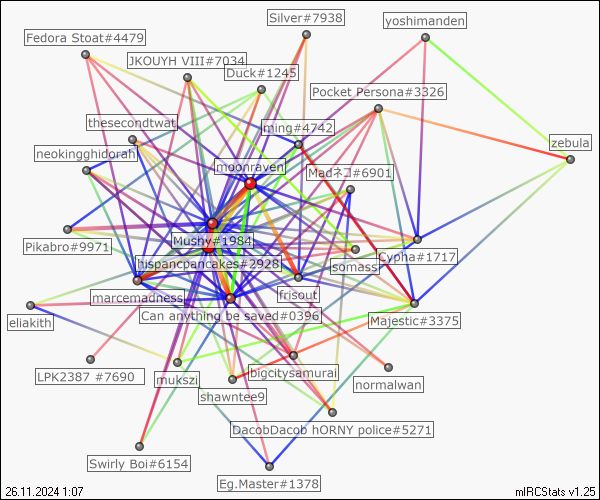 Silver#7938
yoshimanden
Fedora Stoat#4479
JKOUYH VIII#7034
Duck#1245
Pocket Persona#3326
thesecondtwat
ming#4742
zebula
neokingghidorah
moonraven
Madネコ#6901
Mushy#1984
Pikabro#9971
hispancpancakes#2928
somass
Cypha#1717
marcemadness
frisout
Can anything be saved#0396
Majestic#3375
eliakith
LPK2387 #7690
mukszi
bigcitysamurai
shawntee9
normalwan
DacobDacob hORNY police#5271
Swirly Boi#6154
Eg.Master#1378
26.11.2024 1:07
mIRCStats v1.25